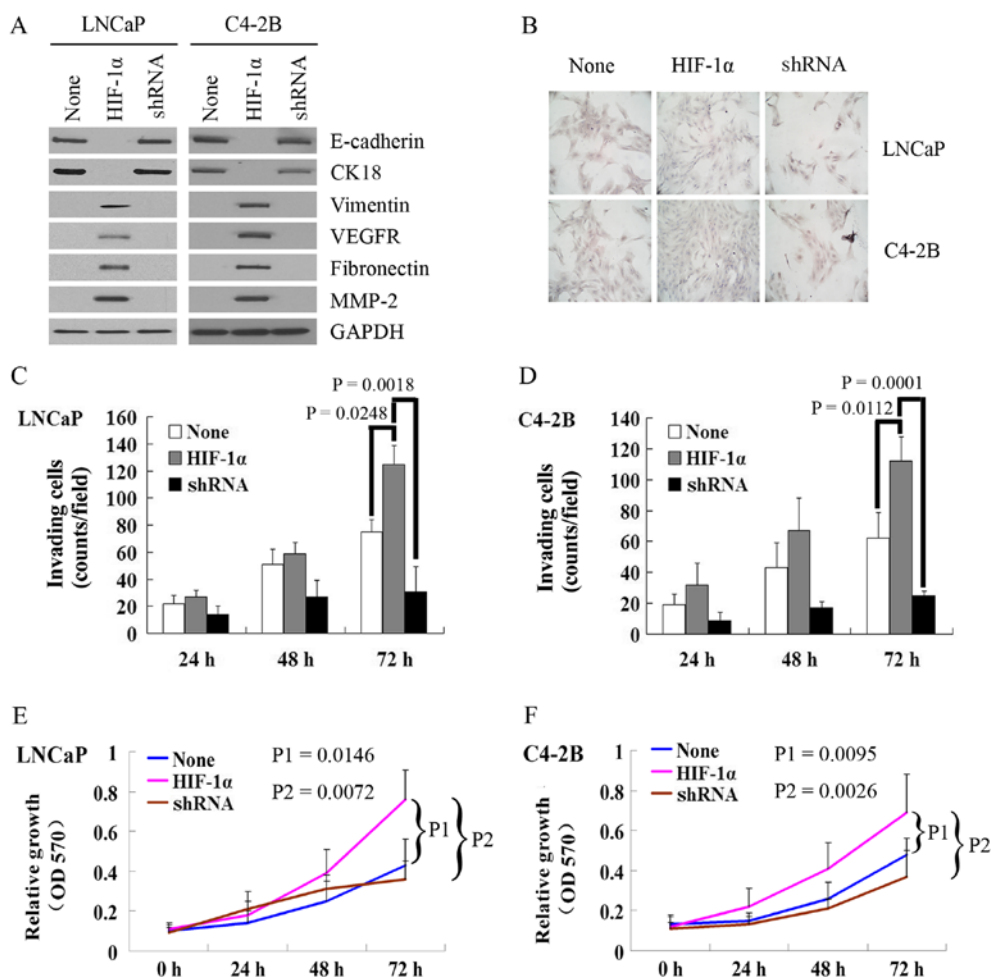 A
LNCaP
C4-2B
None
HIF-1α
shRNA
None
HIF-1α
shRNA
E-cadherin
CK18
Vimentin
VEGFR
Fibronectin
MMP-2
GAPDH
B
None
HIF-1α
shRNA
LNCaP
C4-2B
C
LNCaP
P = 0.0018
P = 0.0248
None
HIF-1α
shRNA
Invading cells
(counts/field)
160
140
120
100
80
60
40
20
0
24 h
48 h
72 h
D
C4-2B
P = 0.0001
P = 0.0112
None
HIF-1α
shRNA
Invading cells
(counts/field)
140
120
100
80
60
40
20
0
24 h
48 h
72 h
E
LNCaP
None
HIF-1α
shRNA
P1 = 0.0146
P2 = 0.0072
P1
P2
Relative growth
(OD 570)
1
0.8
0.6
0.4
0.2
0
0 h
24 h
48 h
72 h
F
C4-2B
None
HIF-1α
shRNA
P1 = 0.0095
P2 = 0.0026
P1
P2
Relative growth
(OD 570)
1
0.8
0.6
0.4
0.2
0
0 h
24 h
48 h
72 h